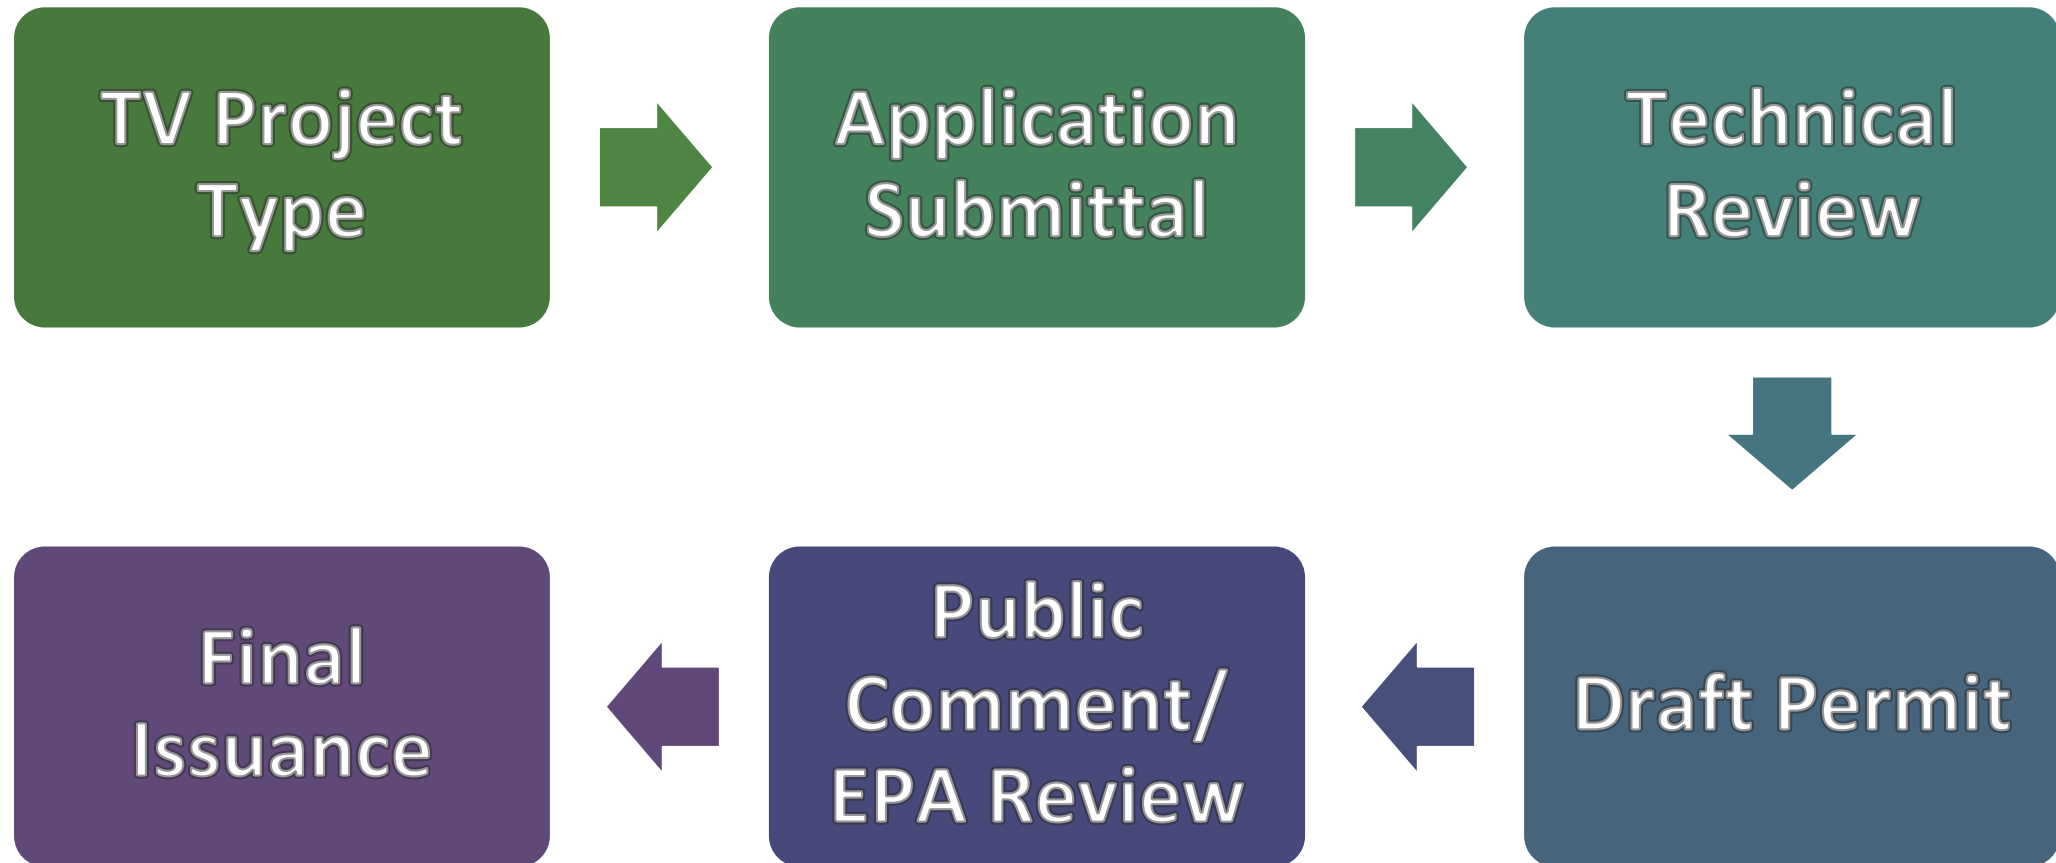 TV Project
Type
Application
Submittal
Technical
Review
Draft Permit
Public
Comment/
EPA Review
Final
Issuance